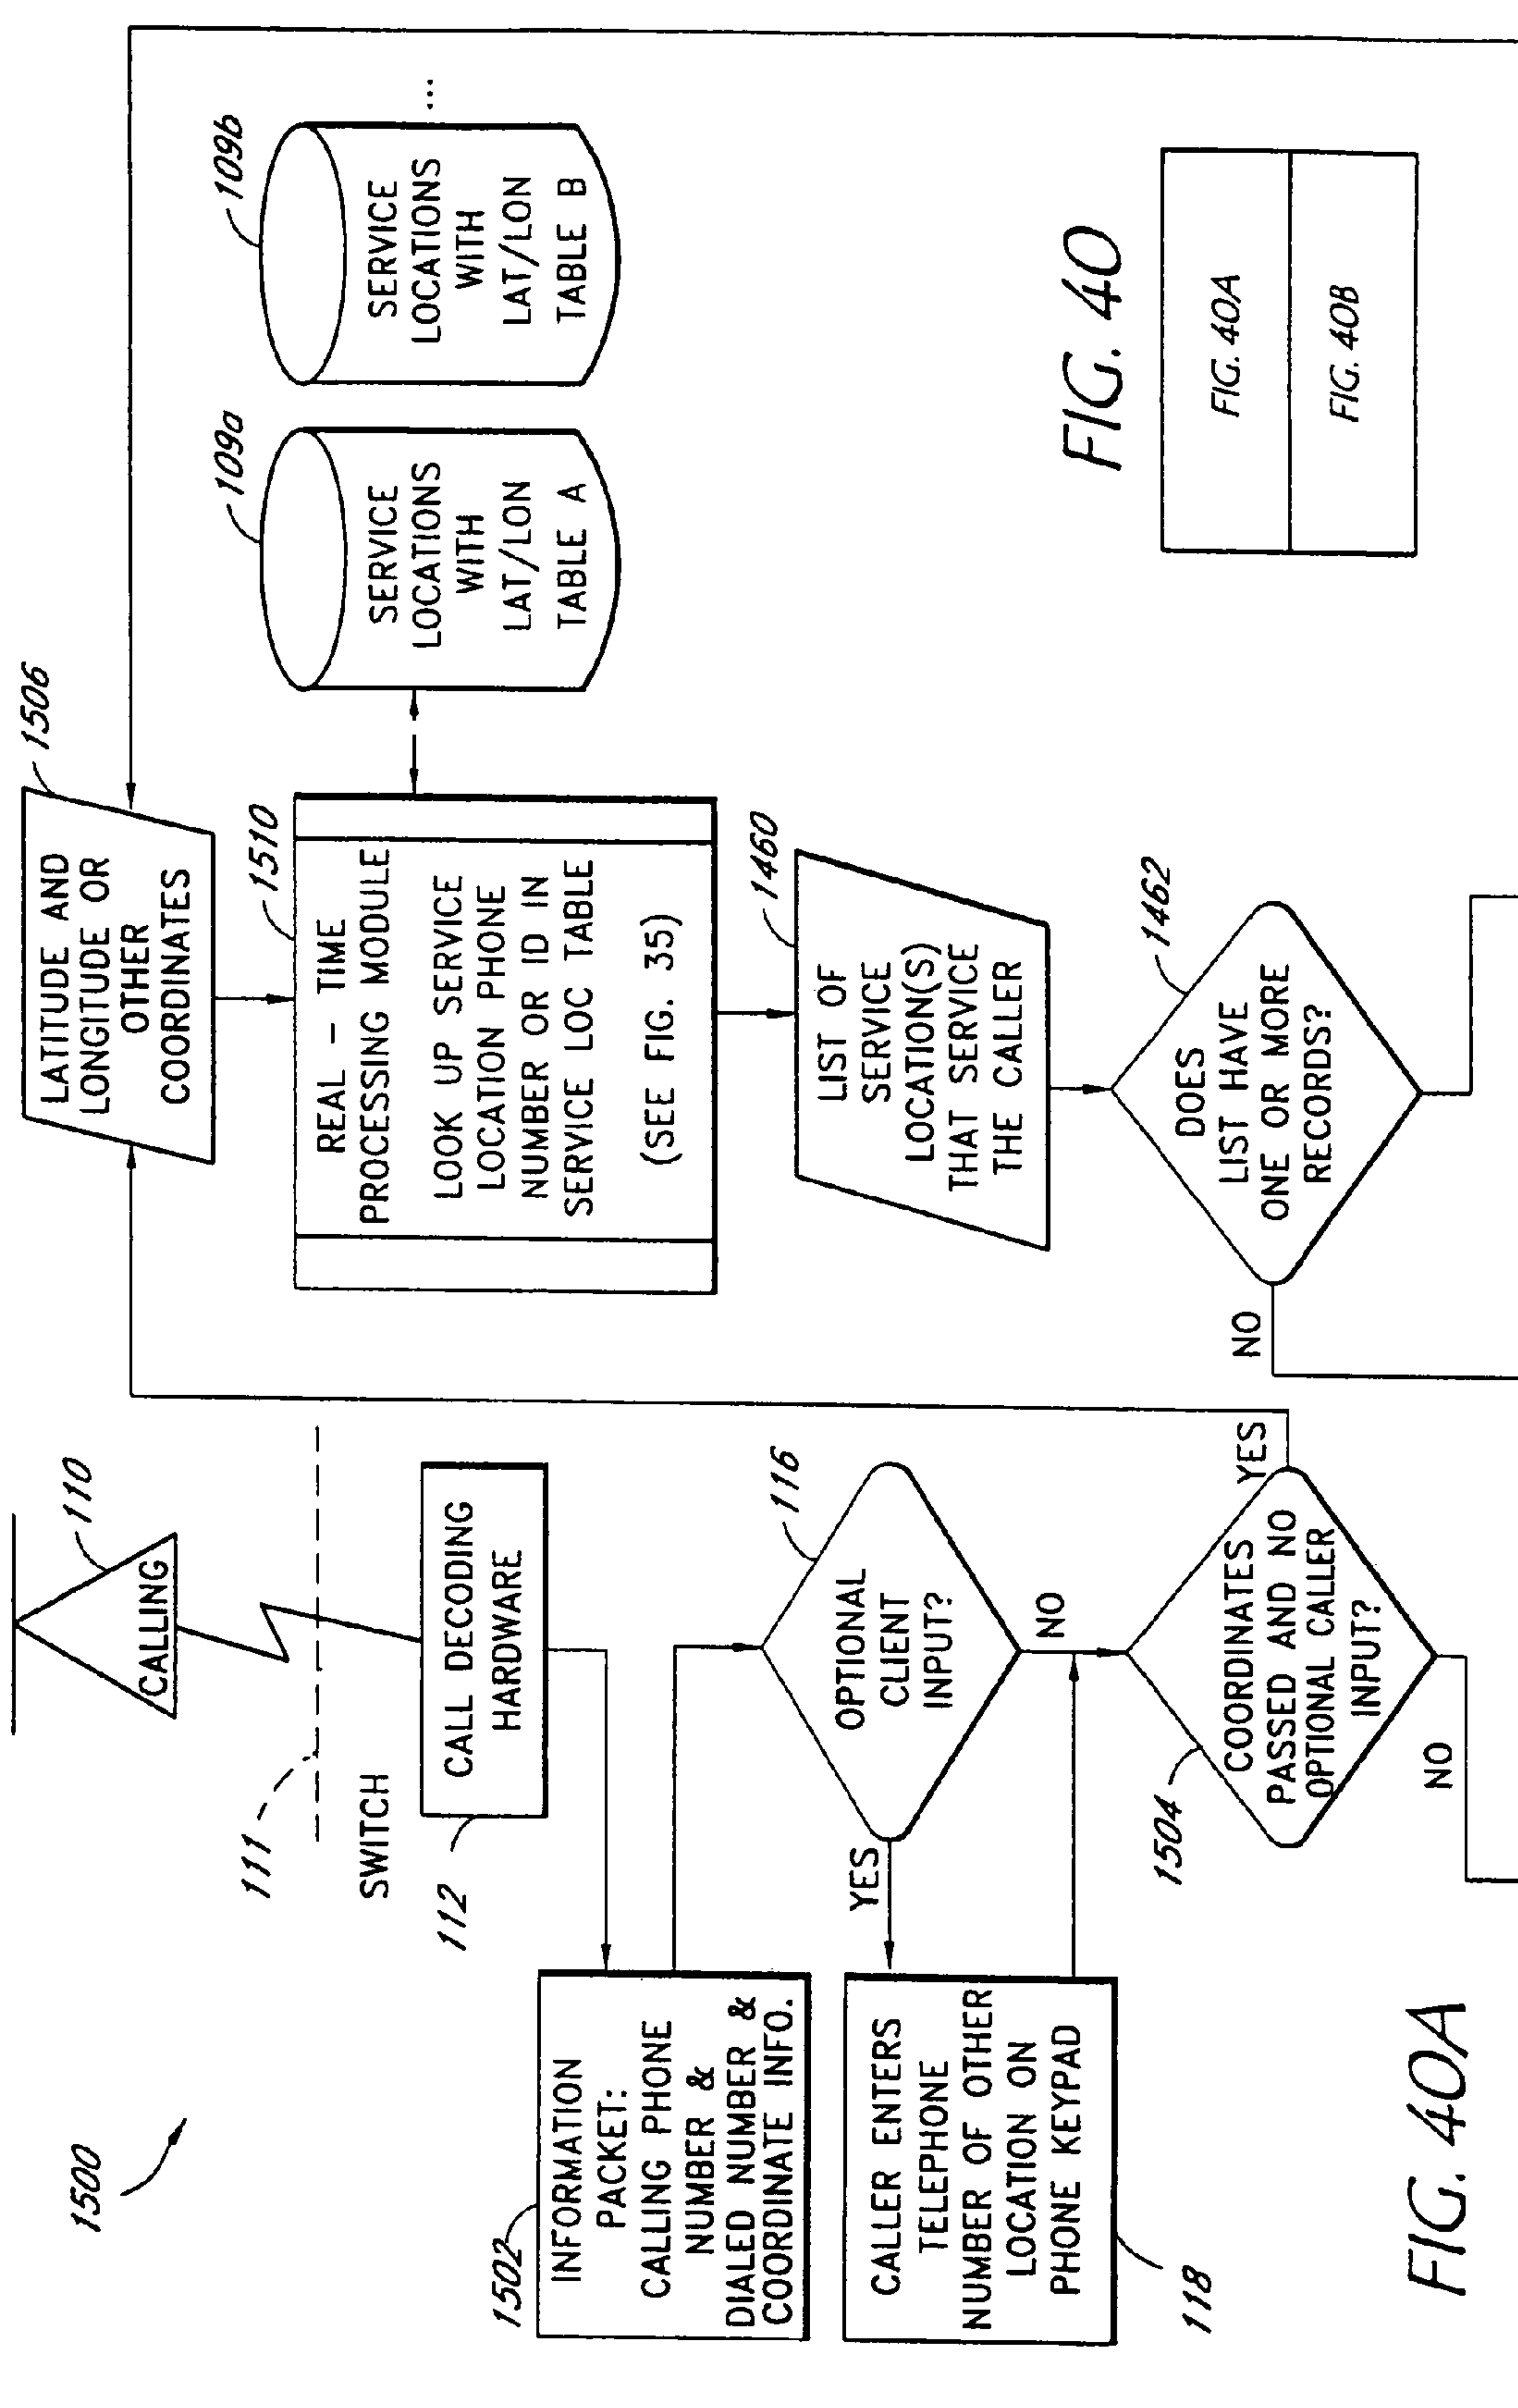 1500
110
CALLING
111
SWITCH
112
CALL DECODING
HARDWARE
1502
INFORMATION
PACKET:
CALLING PHONE
NUMBER &
DIALED NUMBER &
COORDINATE INFO.
116
OPTIONAL
CLIENT
INPUT?
YES
NO
CALLER ENTERS
TELEPHONE
NUMBER OF OTHER
LOCATION ON
PHONE KEYPAD
118
1504
COORDINATES
PASSED AND NO
OPTIONAL CALLER
INPUT?
YES
NO
1506
LATITUDE AND
LONGITUDE OR
OTHER
COORDINATES
1510
REAL - TIME
PROCESSING MODULE
LOOK UP SERVICE
LOCATION PHONE
NUMBER OR ID IN
SERVICE LOC TABLE
(SEE FIG. 35)
109a
SERVICE
LOCATIONS
WITH
LAT/LON
TABLE A
109b
SERVICE
LOCATIONS
WITH
LAT/LON
TABLE B
...
1460
LIST OF
SERVICE
LOCATION(S)
THAT SERVICE
THE CALLER
1462
DOES
LIST HAVE
ONE OR MORE
RECORDS?
NO
FIG. 40
FIG. 40A
FIG. 40B
FIG. 40A